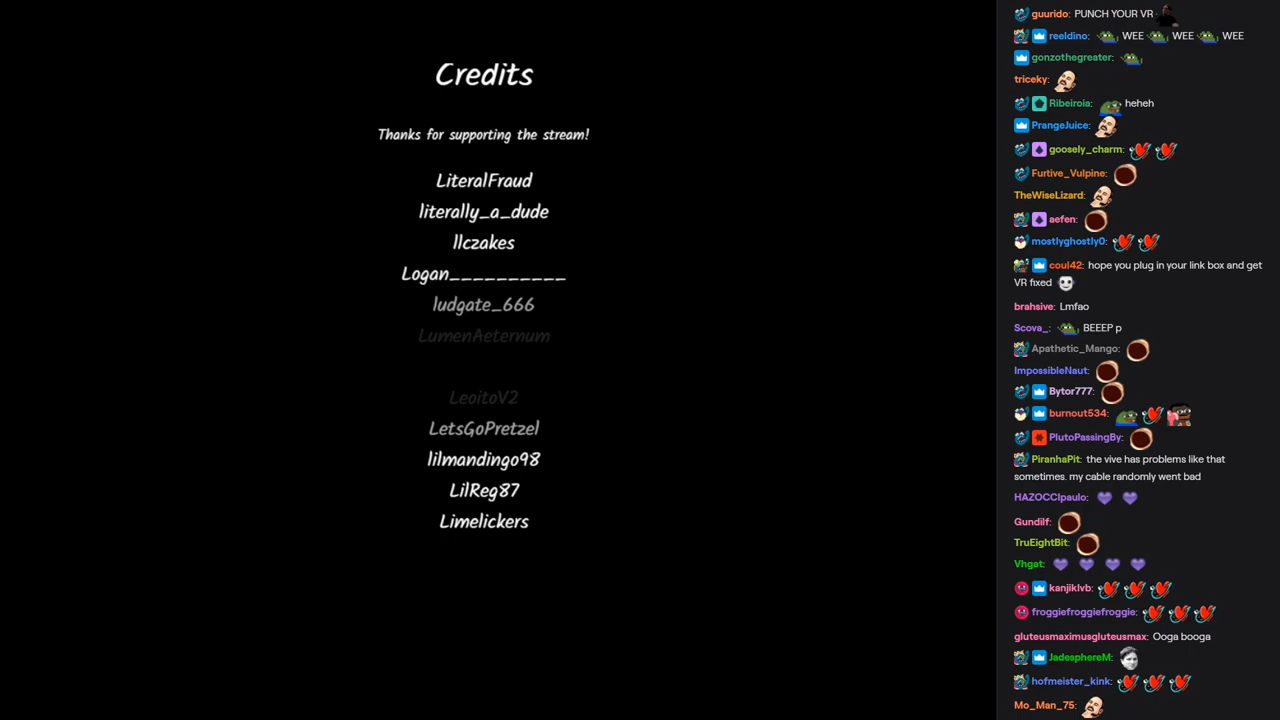 Credits
Thanks for supporting the stream!
LiteralFraud
literally_a_dude
llczakes
Logan__________
ludgate_666
LumenAeternum
LeoitoV2
LetsGoPretzel
lilmandingo98
LilReg87
Limelickers
guurido: PUNCH YOUR VR
reeldino: WEE WEE WEE
gonzothegreater:
triceky:
Ribeiroia: heheh
PrangeJuice:
goosely_charm:
Furtive_Vulpine:
TheWiseLizard:
aefen:
mostlyghostly0:
coul42: hope you plug in your link box and get
VR fixed
brahsive: Lmfao
Scova_: BEEEP p
Apathetic_Mango:
ImpossibleNaut:
Bytor777:
burnout534:
PlutoPassingBy:
PiranhaPit: the vive has problems like that
sometimes. my cable randomly went bad
HAZOCCIpaulo:
Gundilf:
TruEightBit:
Vhgat:
kanjiklvb:
froggiefroggiefroggie:
gluteusmaximusgluteusmax: Ooga booga
JadesphereM:
hofmeister_kink:
Mo_Man_75: